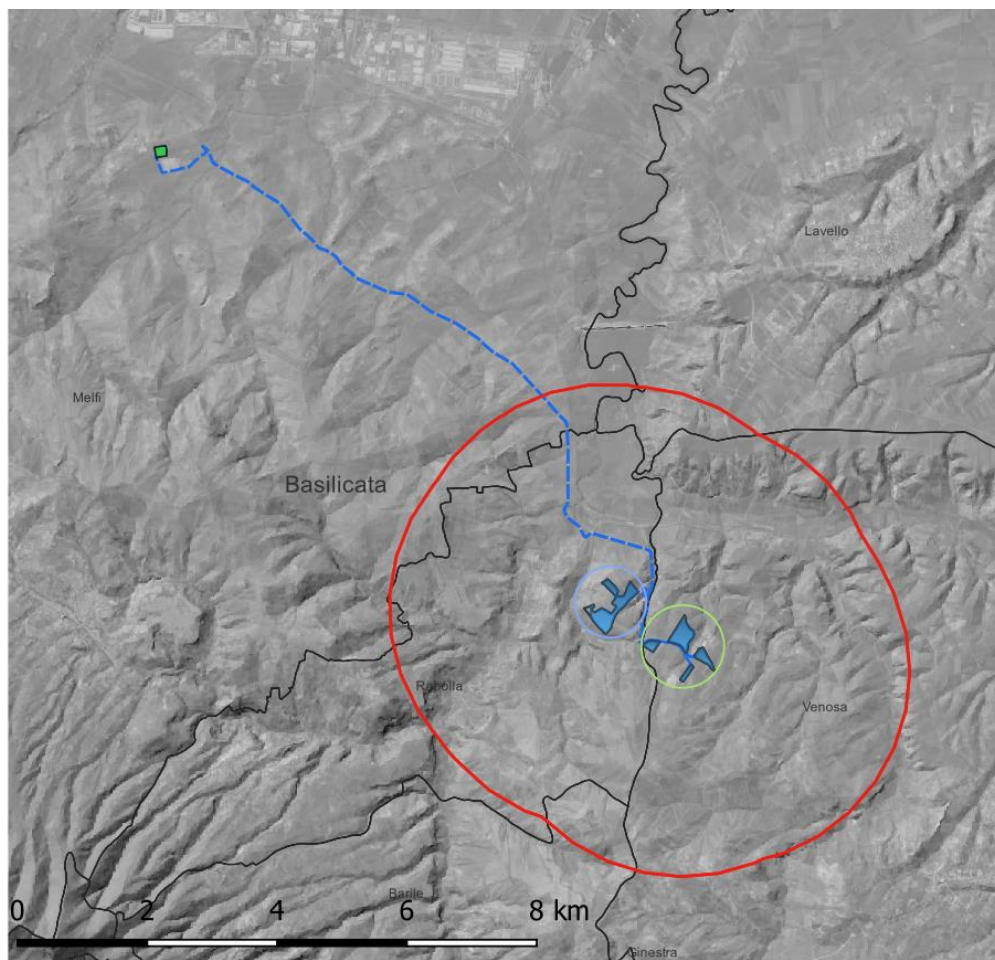 Lavello
Melfi
Basilicata
Rapolla
Venosa
Barile
0 2 4 6 8 km
Ginestra